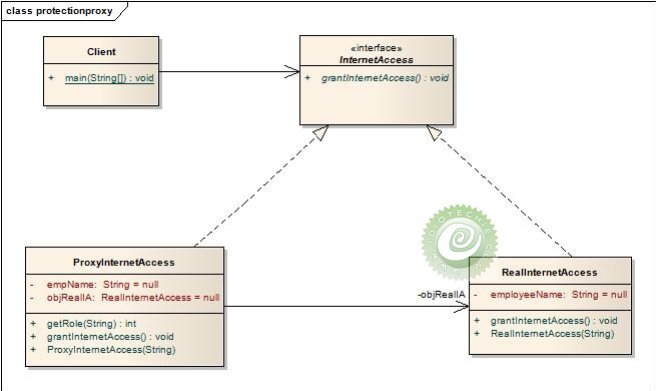 class protectionproxy
Client
+ main(String[]) : void
«interface»
InternetAccess
+ grantInternetAccess() : void
ProxyInternetAccess
- empName: String = null
- objRealIA: RealInternetAccess = null
+ getRole(String) : int
+ grantInternetAccess() : void
+ ProxyInternetAccess(String)
-objRealIA
RealInternetAccess
- employeeName: String = null
+ grantInternetAccess() : void
+ RealInternetAccess(String)